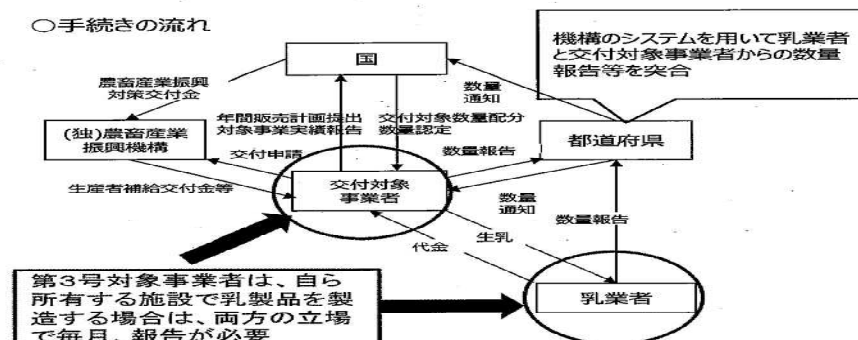 ○手続きの流れ
機構のシステムを用いて乳業者
と交付対象事業者からの数量
報告等を突合
国
農畜産業振興
対策交付金
数量
通知
年間販売計画提出
対象事業実績報告
交付対象数量配分
数量認定
(独)農畜産業
振興機構
都道府県
交付申請
数量報告
生産者補給交付金等
交付対象
事業者
数量
通知
数量報告
生乳
代金
第3号対象事業者は、自ら
所有する施設で乳製品を製
造する場合は、両方の立場
で毎月、報告が必要
乳業者